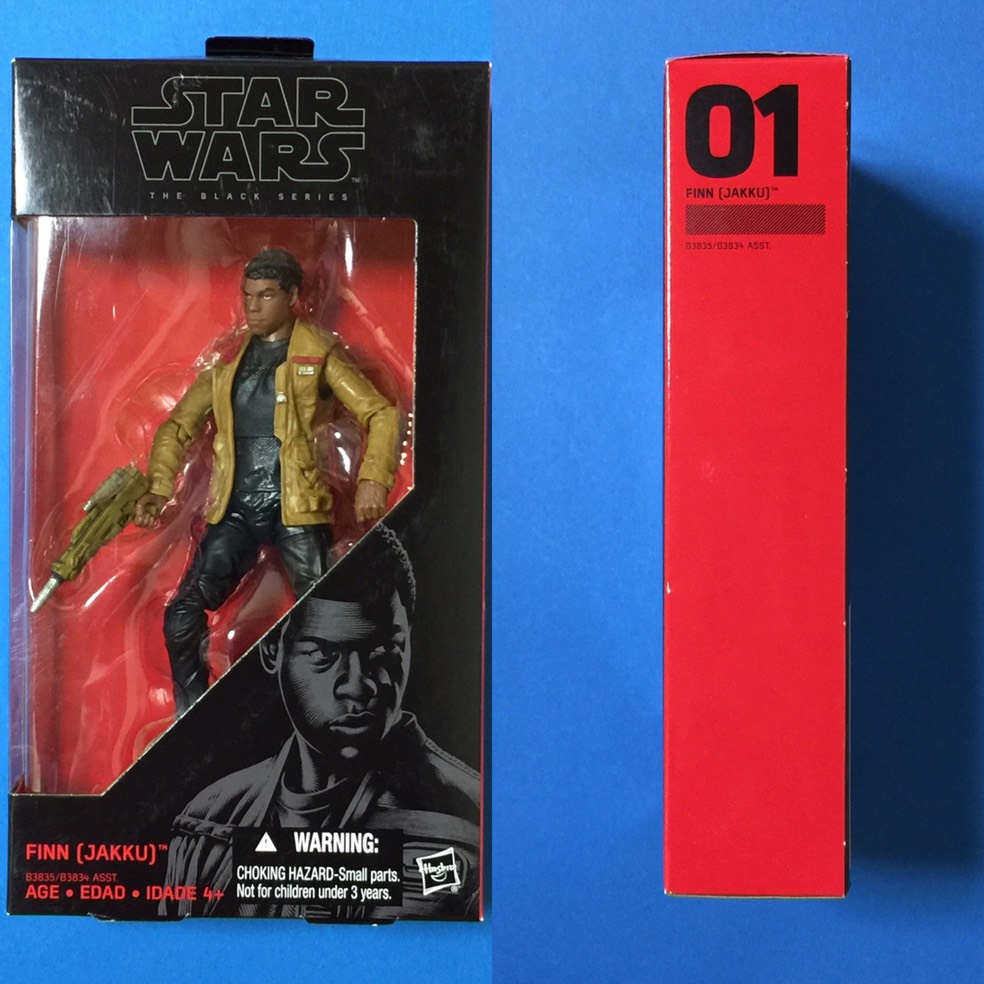 STAR
WARS™
THE BLACK SERIES
FINN (JAKKU)™
B3835/B3834 ASST.
AGE • EDAD • IDADE 4+
WARNING:
CHOKING HAZARD-Small parts.
Not for children under 3 years.
Hasbro®
01
FINN (JAKKU)™
B3835/B3834 ASST.